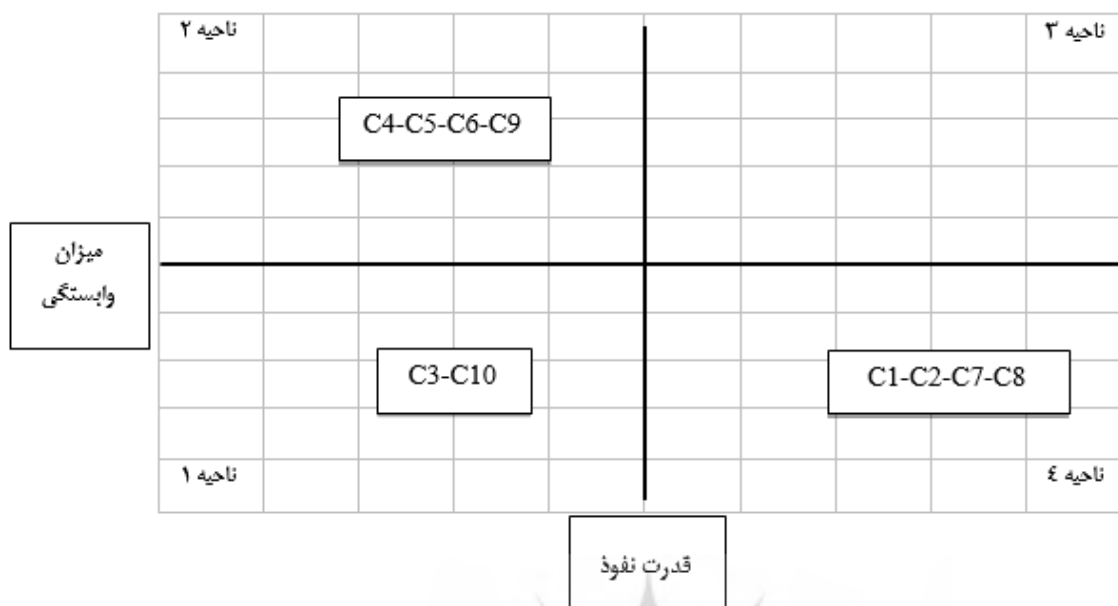 ناحیه ۲
ناحیه ۳
C4-C5-C6-C9
میزان
وابستگی
C3-C10
C1-C2-C7-C8
ناحیه ۱
ناحیه ٤
قدرت نفوذ